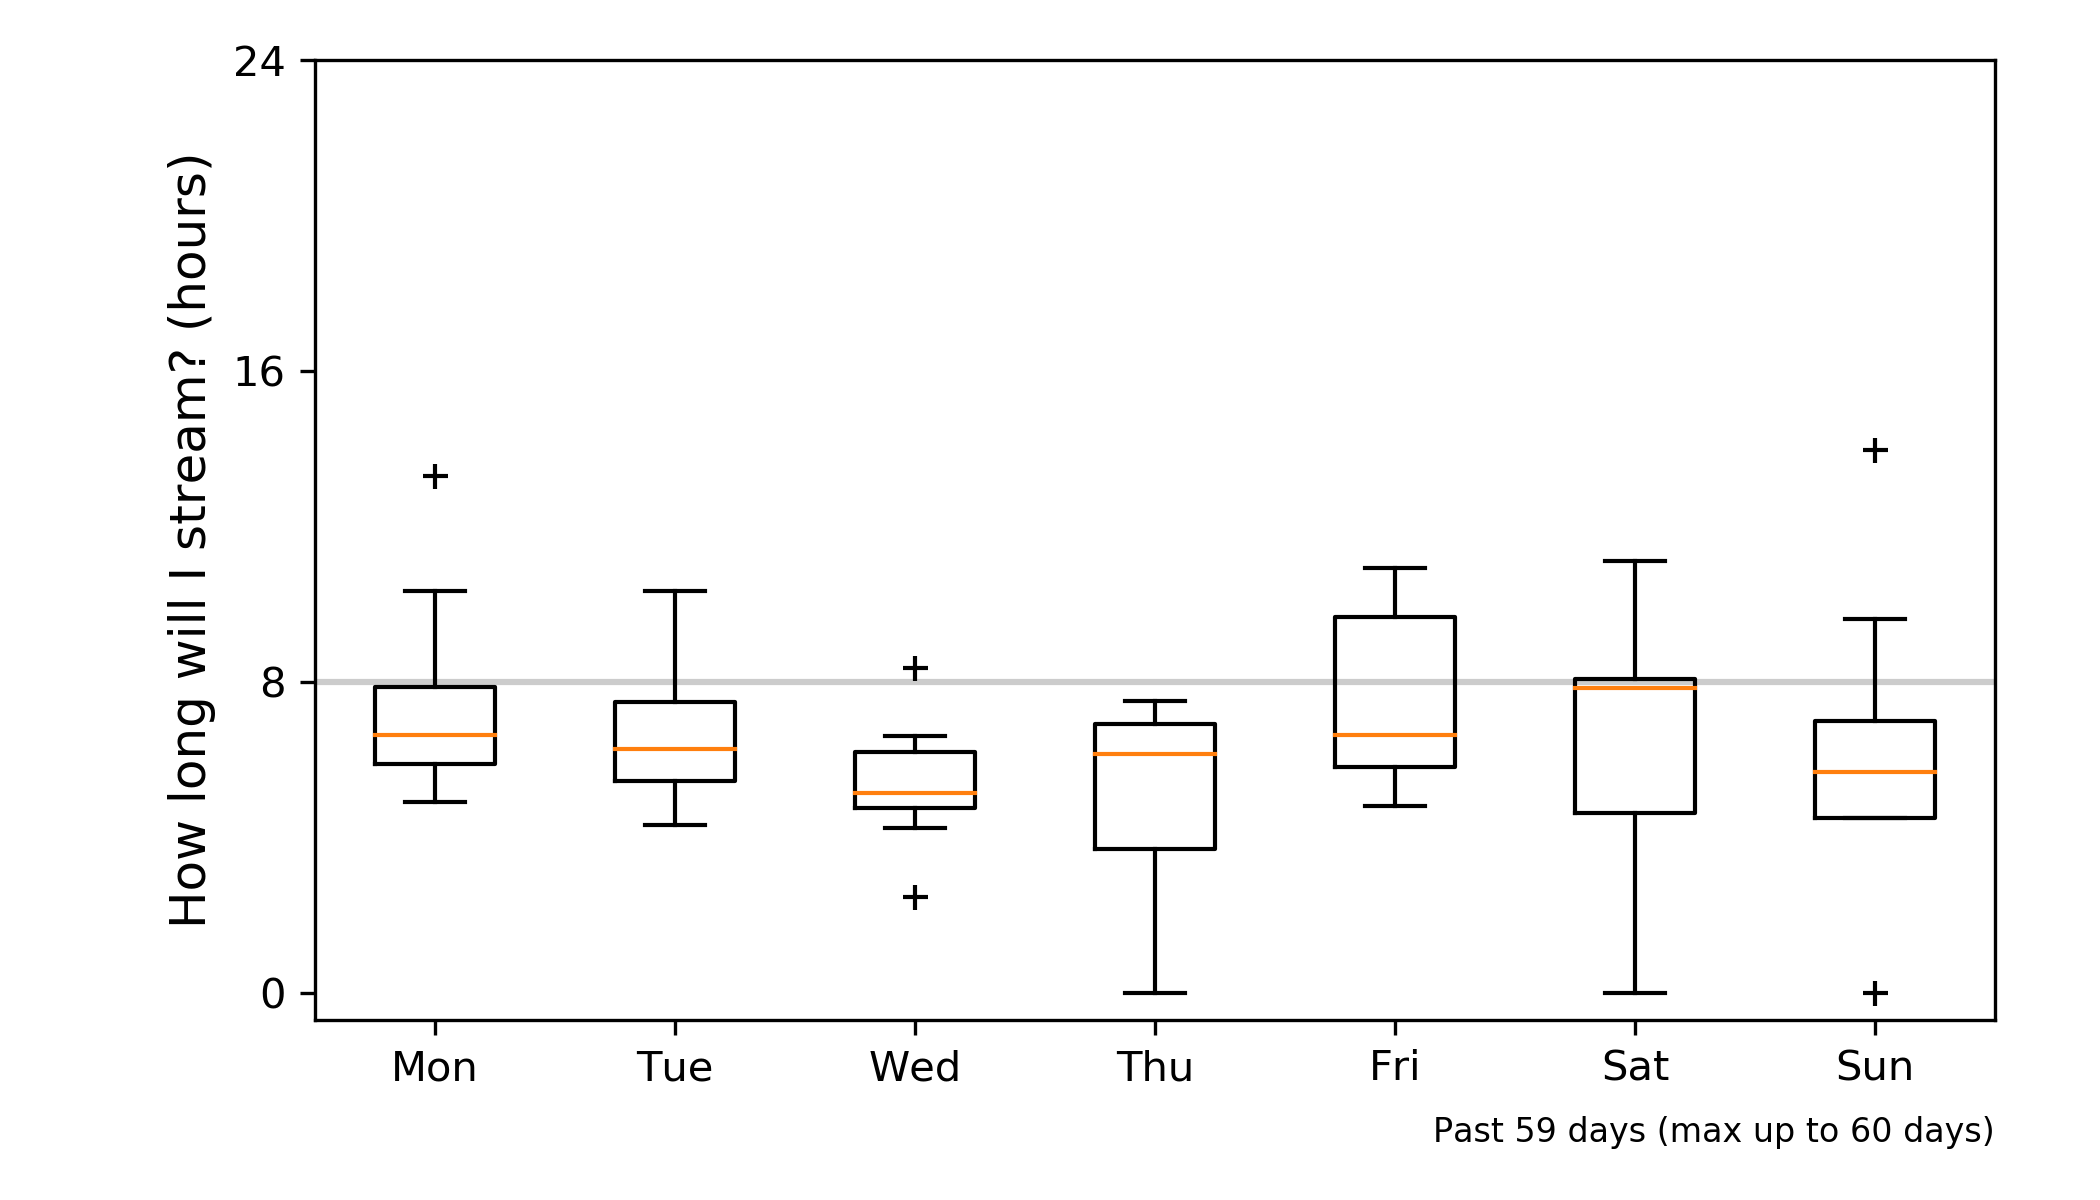 How long will I stream? (hours)
24
16
8
0
Mon Tue Wed Thu Fri Sat Sun
Past 59 days (max up to 60 days)